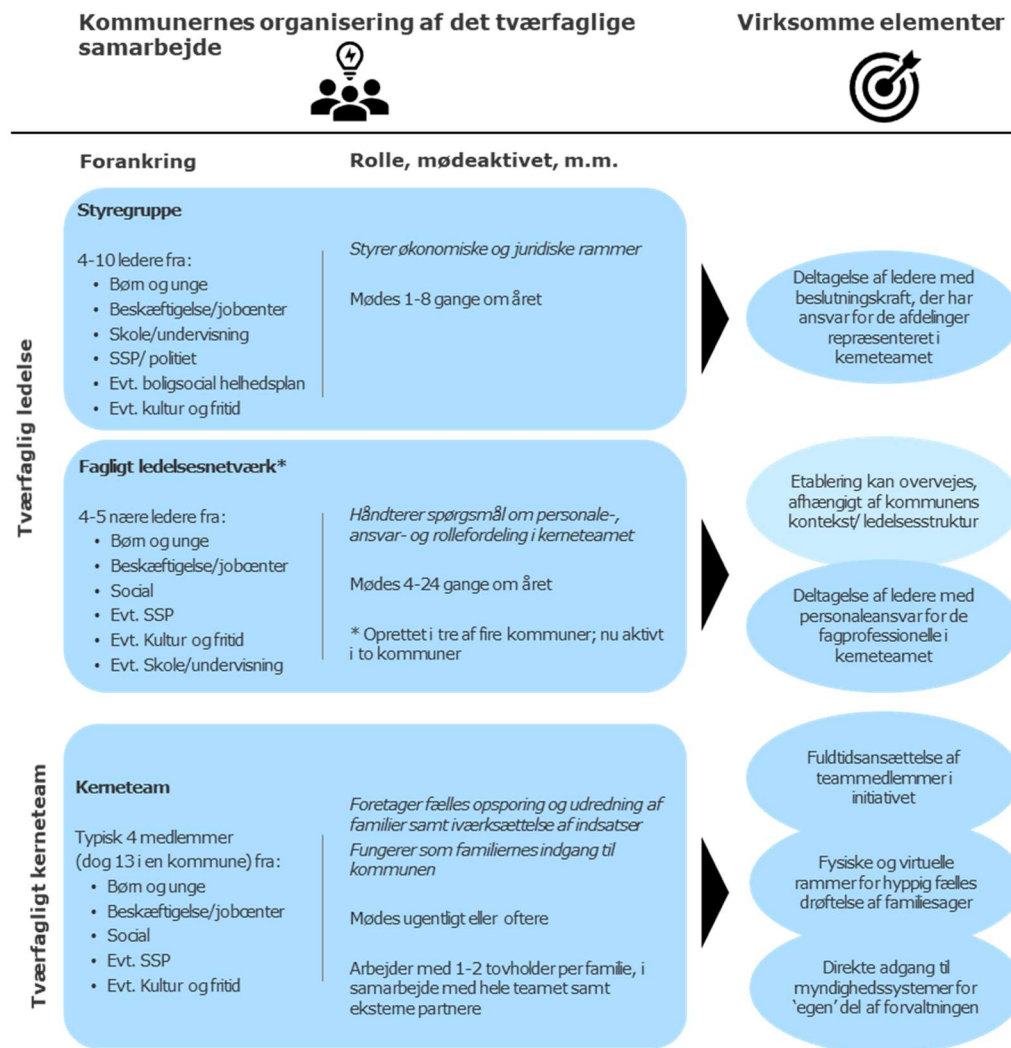 Kommunernes organisering af det tværfaglige
samarbejde
Virksomme elementer
Forankring
Rolle, mødeaktivet, m.m.
Tværfaglig ledelse
Styregruppe
4-10 ledere fra:
• Børn og unge
• Beskæftigelse/jobcenter
• Skole/undervisning
• SSP/ politiet
• Evt. boligsocial helhedsplan
• Evt. kultur og fritid
Styrer økonomiske og juridiske rammer
Mødes 1-8 gange om året
Deltagelse af ledere med
beslutningskraft, der har
ansvar for de afdelinger
repræsenteret i
kerneteamet
Fagligt ledelsesnetværk*
4-5 nære ledere fra:
• Børn og unge
• Beskæftigelse/jobcenter
• Social
• Evt. SSP
• Evt. Kultur og fritid
• Evt. Skole/undervisning
Håndterer spørgsmål om personale-,
ansvar- og rollefordeling i kerneteamet
Mødes 4-24 gange om året
* Oprettet i tre af fire kommuner; nu aktivt
i to kommuner
Etablering kan overvejes,
afhængigt af kommunens
kontekst/ ledelsesstruktur
Deltagelse af ledere med
personaleansvar for de
fagprofessionelle i
kerneteamet
Tværfagligt kerneteam
Kerneteam
Typisk 4 medlemmer
(dog 13 i en kommune) fra:
• Børn og unge
• Beskæftigelse/jobcenter
• Social
• Evt. SSP
• Evt. Kultur og fritid
Foretager fælles opsporing og udredning af
familier samt iværksættelse af indsatser
Fungerer som familiernes indgang til
kommunen
Mødes ugentligt eller oftere
Arbejder med 1-2 tovholder per familie, i
samarbejde med hele teamet samt
eksterne partnere
Fuldtidsansættelse af
teammedlemmer i
initiativet
Fysiske og virtuelle
rammer for hyppig fælles
drøftelse af familiesager
Direkte adgang til
myndighedssystemer for
'egen' del af forvaltningen